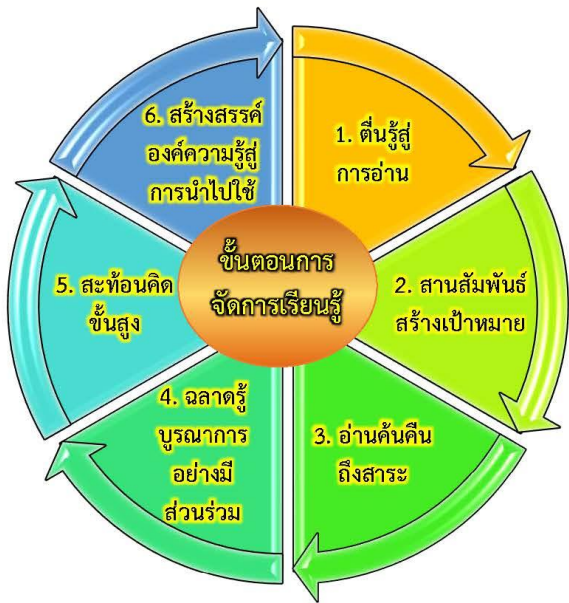 ขั้นตอนการ
จัดการเรียนรู้
1. ตื่นรู้สู่
การอ่าน
2. สานสัมพันธ์
สร้างเป้าหมาย
3. อ่านค้นคืน
ถึงสาระ
4. ฉลาดรู้
บูรณาการ
อย่างมี
ส่วนร่วม
5. สะท้อนคิด
ขั้นสูง
6. สร้างสรรค์
องค์ความรู้สู่
การนำไปใช้